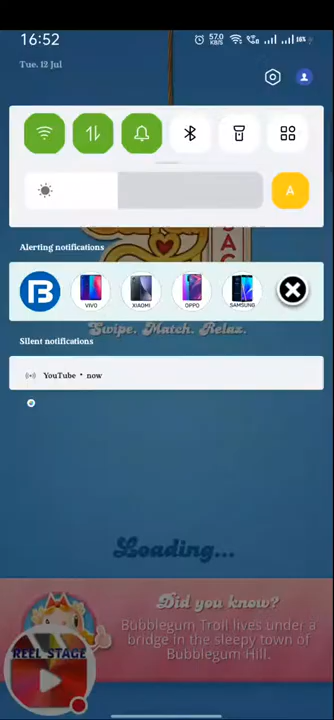 16:52
57.0
KB/S
16%
Tue, 12 Jul
A
Alerting notifications
B
VIVO
XIAOMI
OPPO
SAMSUNG
Swipe. Match. Relax.
Silent notifications
YouTube • now
Loading...
Did you know?
Bubblegum Troll lives under a
bridge in the sleepy town of
Bubblegum Hill.
REEL STAGE